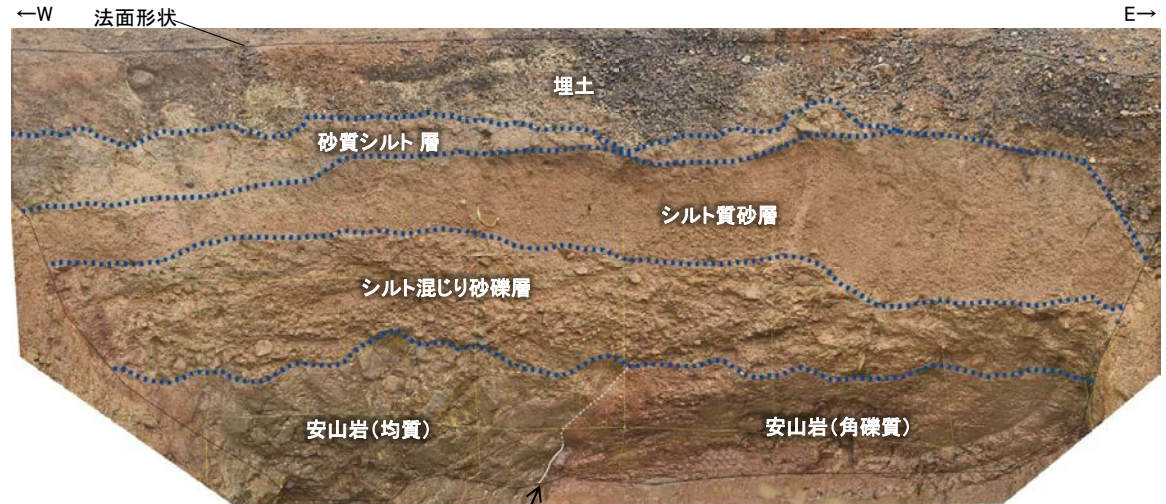 ←W
法面形状
E→
埋土
砂質シルト 層
シルト質砂層
シルト混じり砂礫層
安山岩(均質)
安山岩(角礫質)